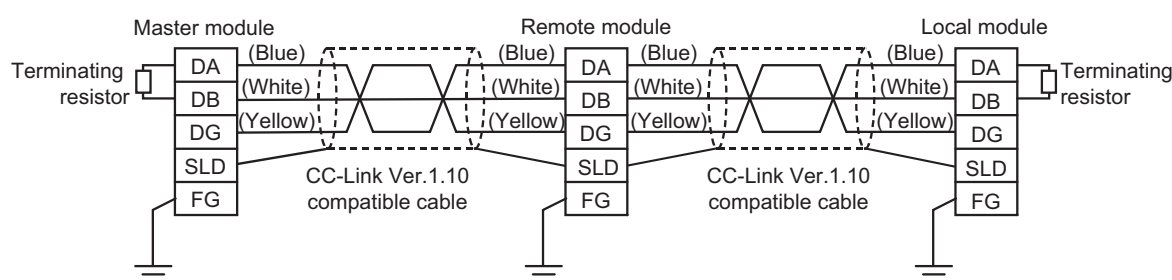 Master module
Remote module
Local module
(Blue)
(Blue)
(Blue)
(Blue)
Terminating
resistor
DA
DA
DA
Terminating
resistor
(White)
(White)
(White)
(White)
DB
DB
DB
(Yellow)
(Yellow)
(Yellow)
(Yellow)
DG
DG
DG
SLD
SLD
SLD
CC-Link Ver.1.10
compatible cable
CC-Link Ver.1.10
compatible cable
FG
FG
FG